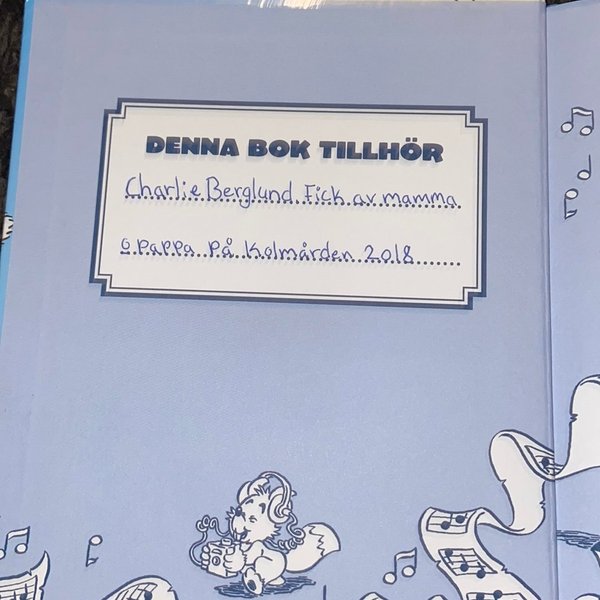 DENNA BOK TILLHÖR
Charlie Berglund. Fick av mamma
o pappa på Kolmården 2018